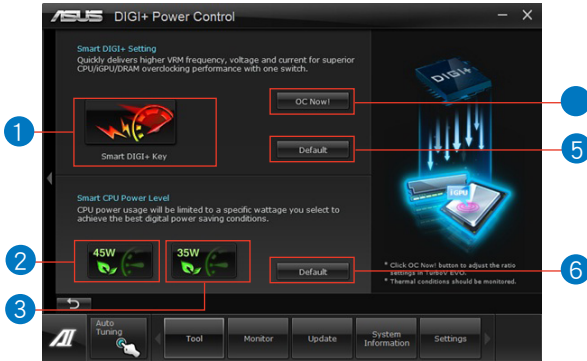 ASUS DIGI+ Power Control
Smart DIGI+ Setting
Quickly delivers higher VRM frequency, voltage and current for superior
CPU/iGPU/DRAM overclocking performance with one switch.
OC Now!
1
Smart DIGI+ Key
Default
5
Smart CPU Power Level
CPU power usage will be limited to a specific wattage you select to
achieve the best digital power saving conditions.
2
45W
35W
3
Default
6
DIGI+
iGPU
* Click OC Now! button to adjust the ratio
settings in TurboV EVO.
* Thermal conditions should be monitored.
AI
Auto
Tuning
Tool
Monitor
Update
System
Information
Settings